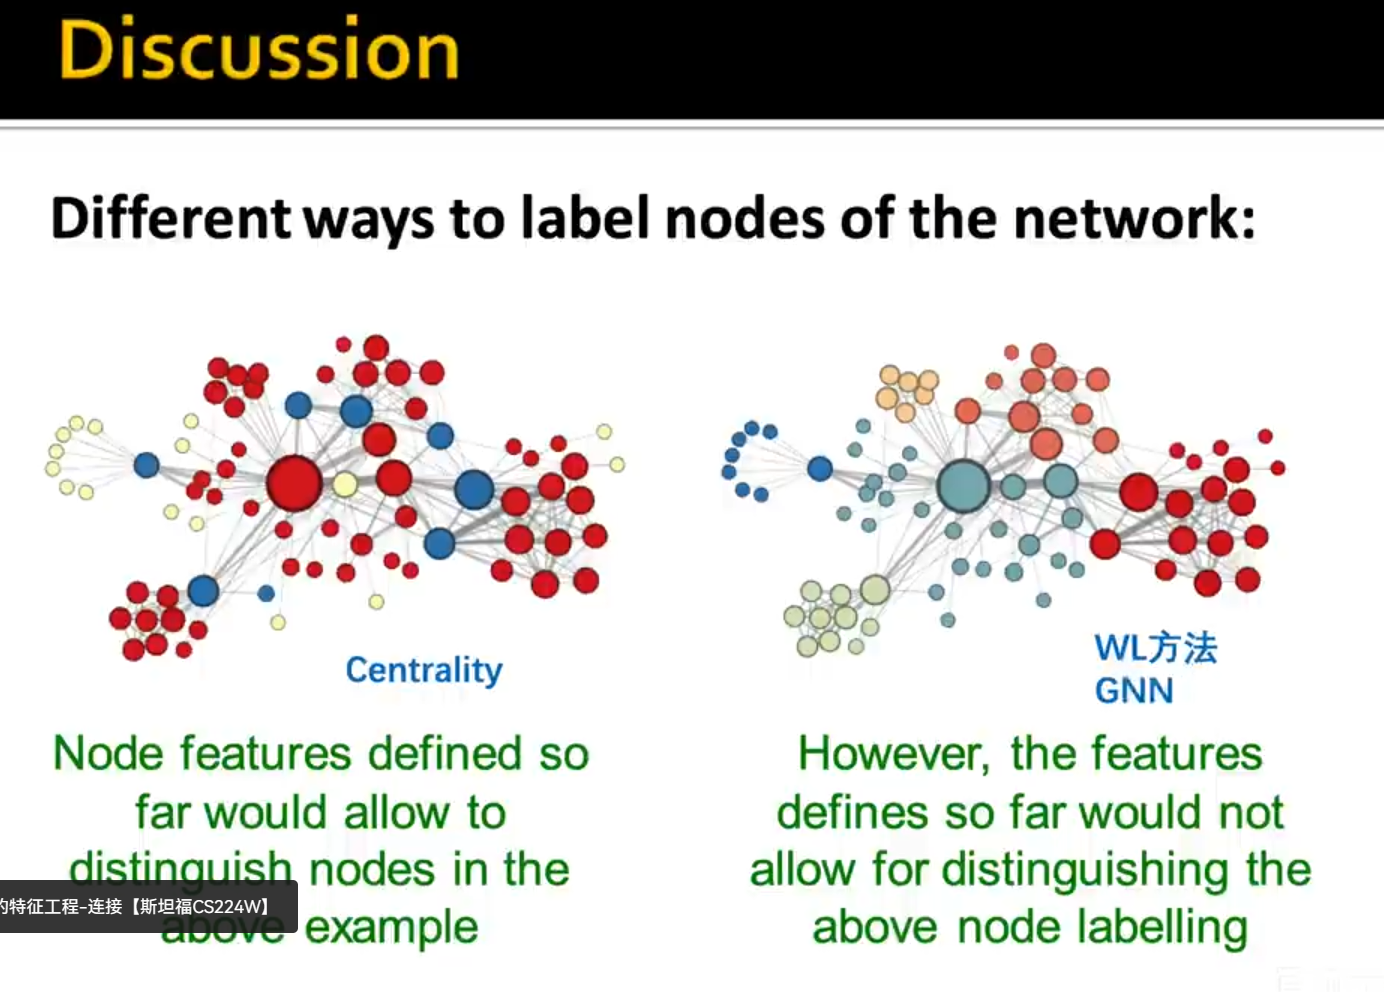 Discussion
Different ways to label nodes of the network:
Centrality
WL方法
GNN
Node features defined so
far would allow to
distinguish nodes in the
above example
However, the features
defines so far would not
allow for distinguishing the
above node labelling
的特征工程-连接【斯坦福CS224W】